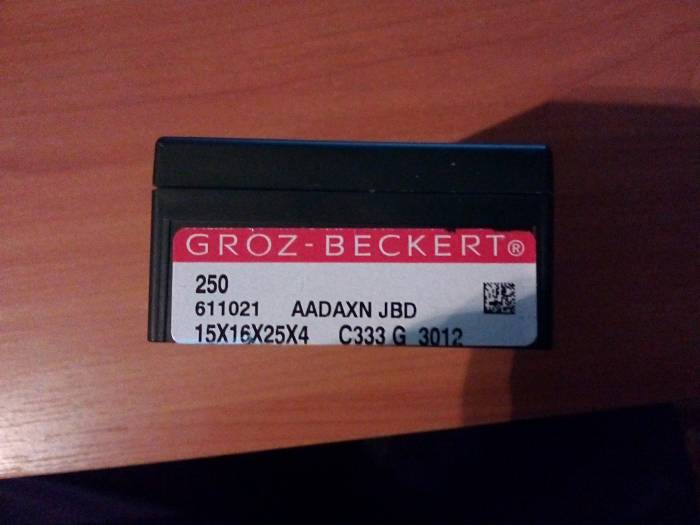 GROZ-BECKERT®
250
611021 AADAXN JBD
15X16X25X4 C333 G 3012